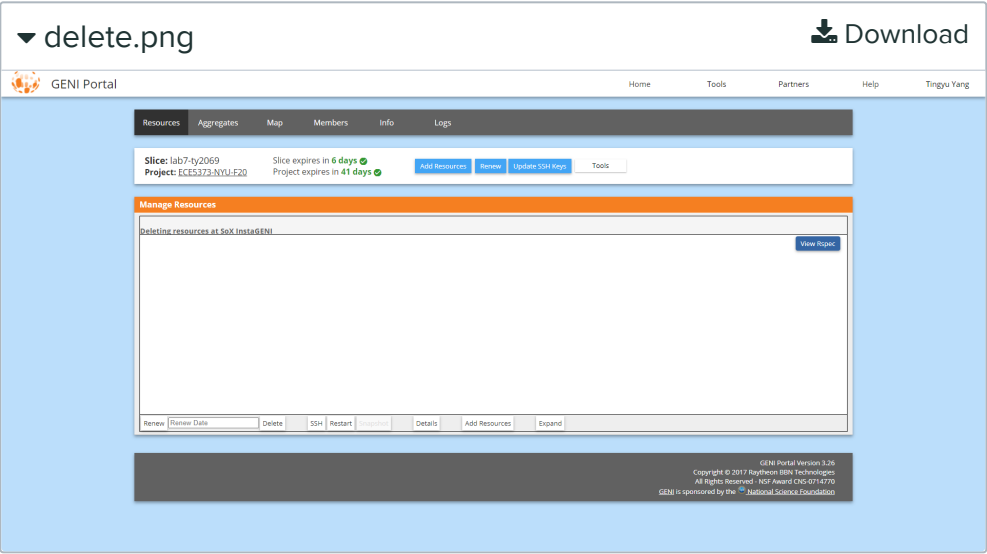 delete.png
Download
GENI Portal
Home Tools Partners Help Tingyu Yang
Resources Aggregates Map Members Info Logs
Slice: lab7-ty2069
Project: ECE5373-NYU-F20
Slice expires in 6 days
Project expires in 41 days
Add Resources Renew Update SSH Keys Tools
Manage Resources
Deleting resources at SoX InstaGENI
View Rspec
Renew Renew Date Delete SSH Restart Snapshot Details Add Resources Expand
GENI Portal Version 3.26
Copyright © 2017 Raytheon BBN Technologies
All Rights Reserved - NSF Award CNS-0714770
GENI is sponsored by the National Science Foundation